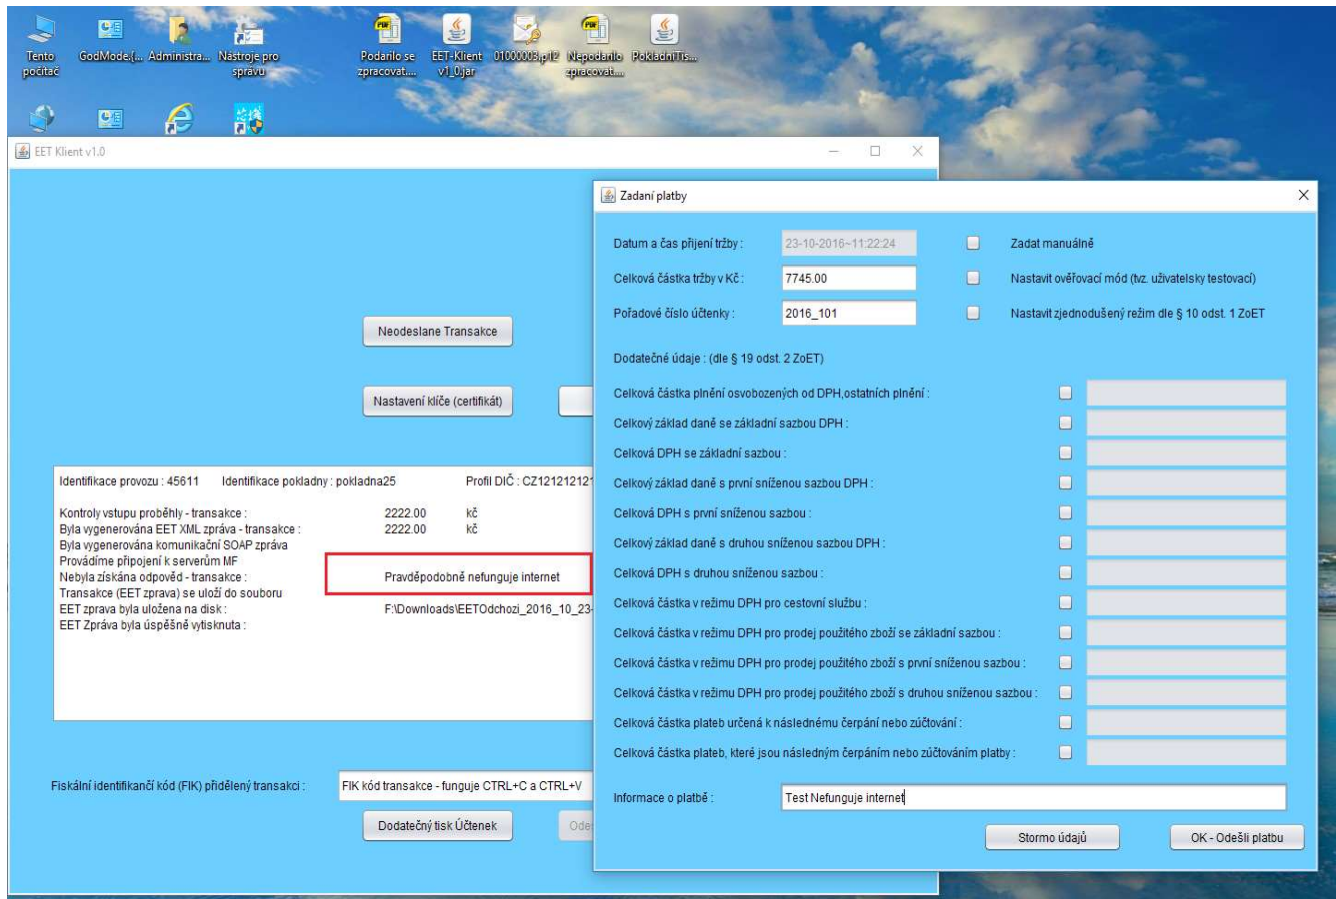 Tento
počítač
GodMode.{...
Administra...
Nástroje pro
správu
Podarilo se
zpracovat....
EET-Klient
v1_0.jar
01000003.p12
Nepodarilo
zpracovat....
PokladniTis...
EET Klient v1.0
Neodeslane Transakce
Nastavení klíče (certifikát)
Identifikace provozu : 45611 Identifikace pokladny : pokladna25 Profil DIČ : CZ121212121
Kontroly vstupu proběhly - transakce : 2222.00 kč
Byla vygenerována EET XML zpráva - transakce : 2222.00 kč
Byla vygenerována komunikační SOAP zpráva
Provádíme připojení k serverům MF
Nebyla získána odpověd - transakce : Pravděpodobně nefunguje internet
Transakce (EET zprava) se uloží do souboru
EET zprava byla uložena na disk : F:\Downloads\EETOdchozi_2016_10_23-
EET Zpráva byla úspěšně vytisknuta :
Fiskální identifikančí kód (FIK) přidělený transakci : FIK kód transakce - funguje CTRL+C a CTRL+V
Dodatečný tisk Účtenek
Ode
Zadaní platby
Datum a čas přijení tržby : 23-10-2016~11:22:24 Zadat manuálně
Celková částka tržby v Kč : 7745.00 Nastavit ověřovací mód (tvz. uživatelsky testovací)
Pořadové číslo účtenky : 2016_101 Nastavit zjednodušený režim dle § 10 odst. 1 ZoET
Dodatečné údaje : (dle § 19 odst. 2 ZoET)
Celková částka plnění osvobozených od DPH,ostatních plnění :
Celkový základ daně se základní sazbou DPH :
Celková DPH se základní sazbou :
Celkový základ daně s první sníženou sazbou DPH :
Celková DPH s první sníženou sazbou :
Celkový základ daně s druhou sníženou sazbou DPH :
Celková DPH s druhou sníženou sazbou :
Celková částka v režimu DPH pro cestovní službu :
Celková částka v režimu DPH pro prodej použitého zboží se základní sazbou :
Celková částka v režimu DPH pro prodej použitého zboží s první sníženou sazbou :
Celková částka v režimu DPH pro prodej použitého zboží s druhou sníženou sazbou :
Celková částka plateb určená k následnému čerpání nebo zúčtování :
Celková částka plateb, které jsou následným čerpáním nebo zúčtováním platby :
Informace o platbě : Test Nefunguje internet
Stormo údajů
OK - Odešli platbu